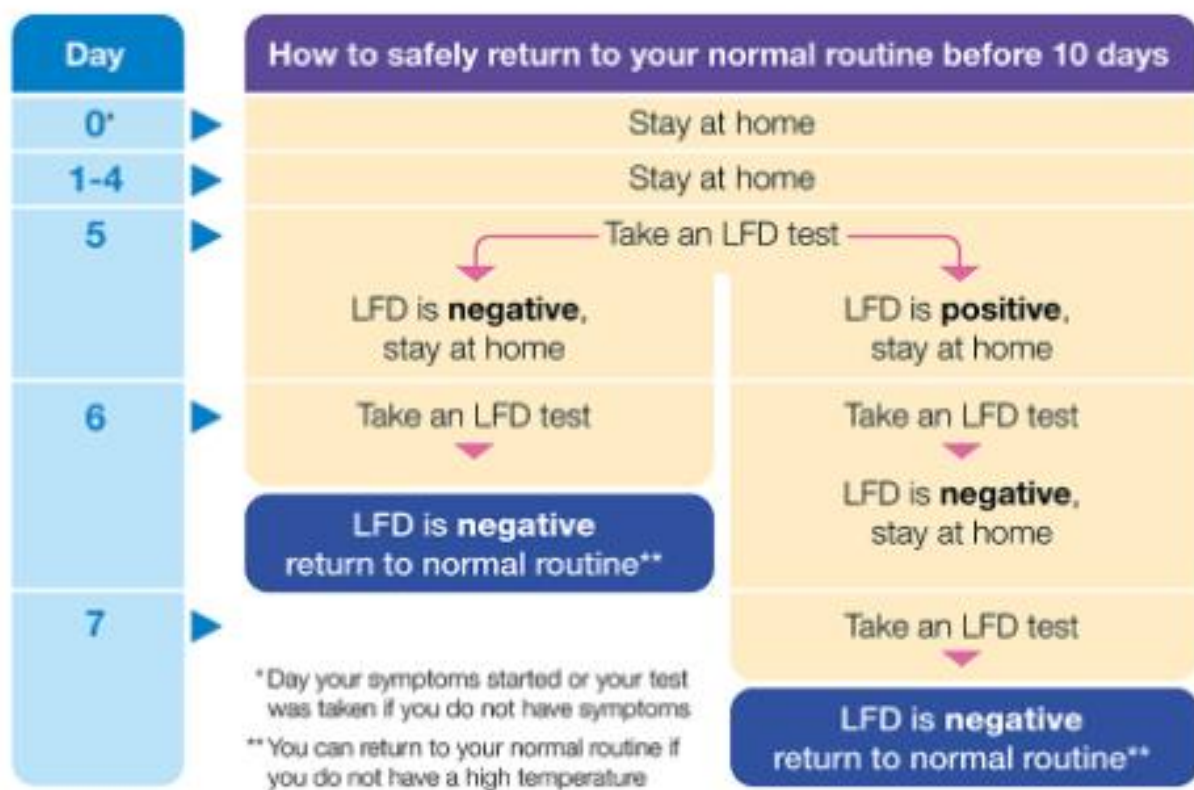 Day
How to safely return to your normal routine before 10 days
0*
Stay at home
1-4
Stay at home
5
Take an LFD test
LFD is negative,
stay at home
LFD is positive,
stay at home
6
Take an LFD test
LFD is negative
return to normal routine**
Take an LFD test
LFD is negative,
stay at home
7
Take an LFD test
LFD is negative
return to normal routine**
*Day your symptoms started or your test
was taken if you do not have symptoms
**You can return to your normal routine if
you do not have a high temperature